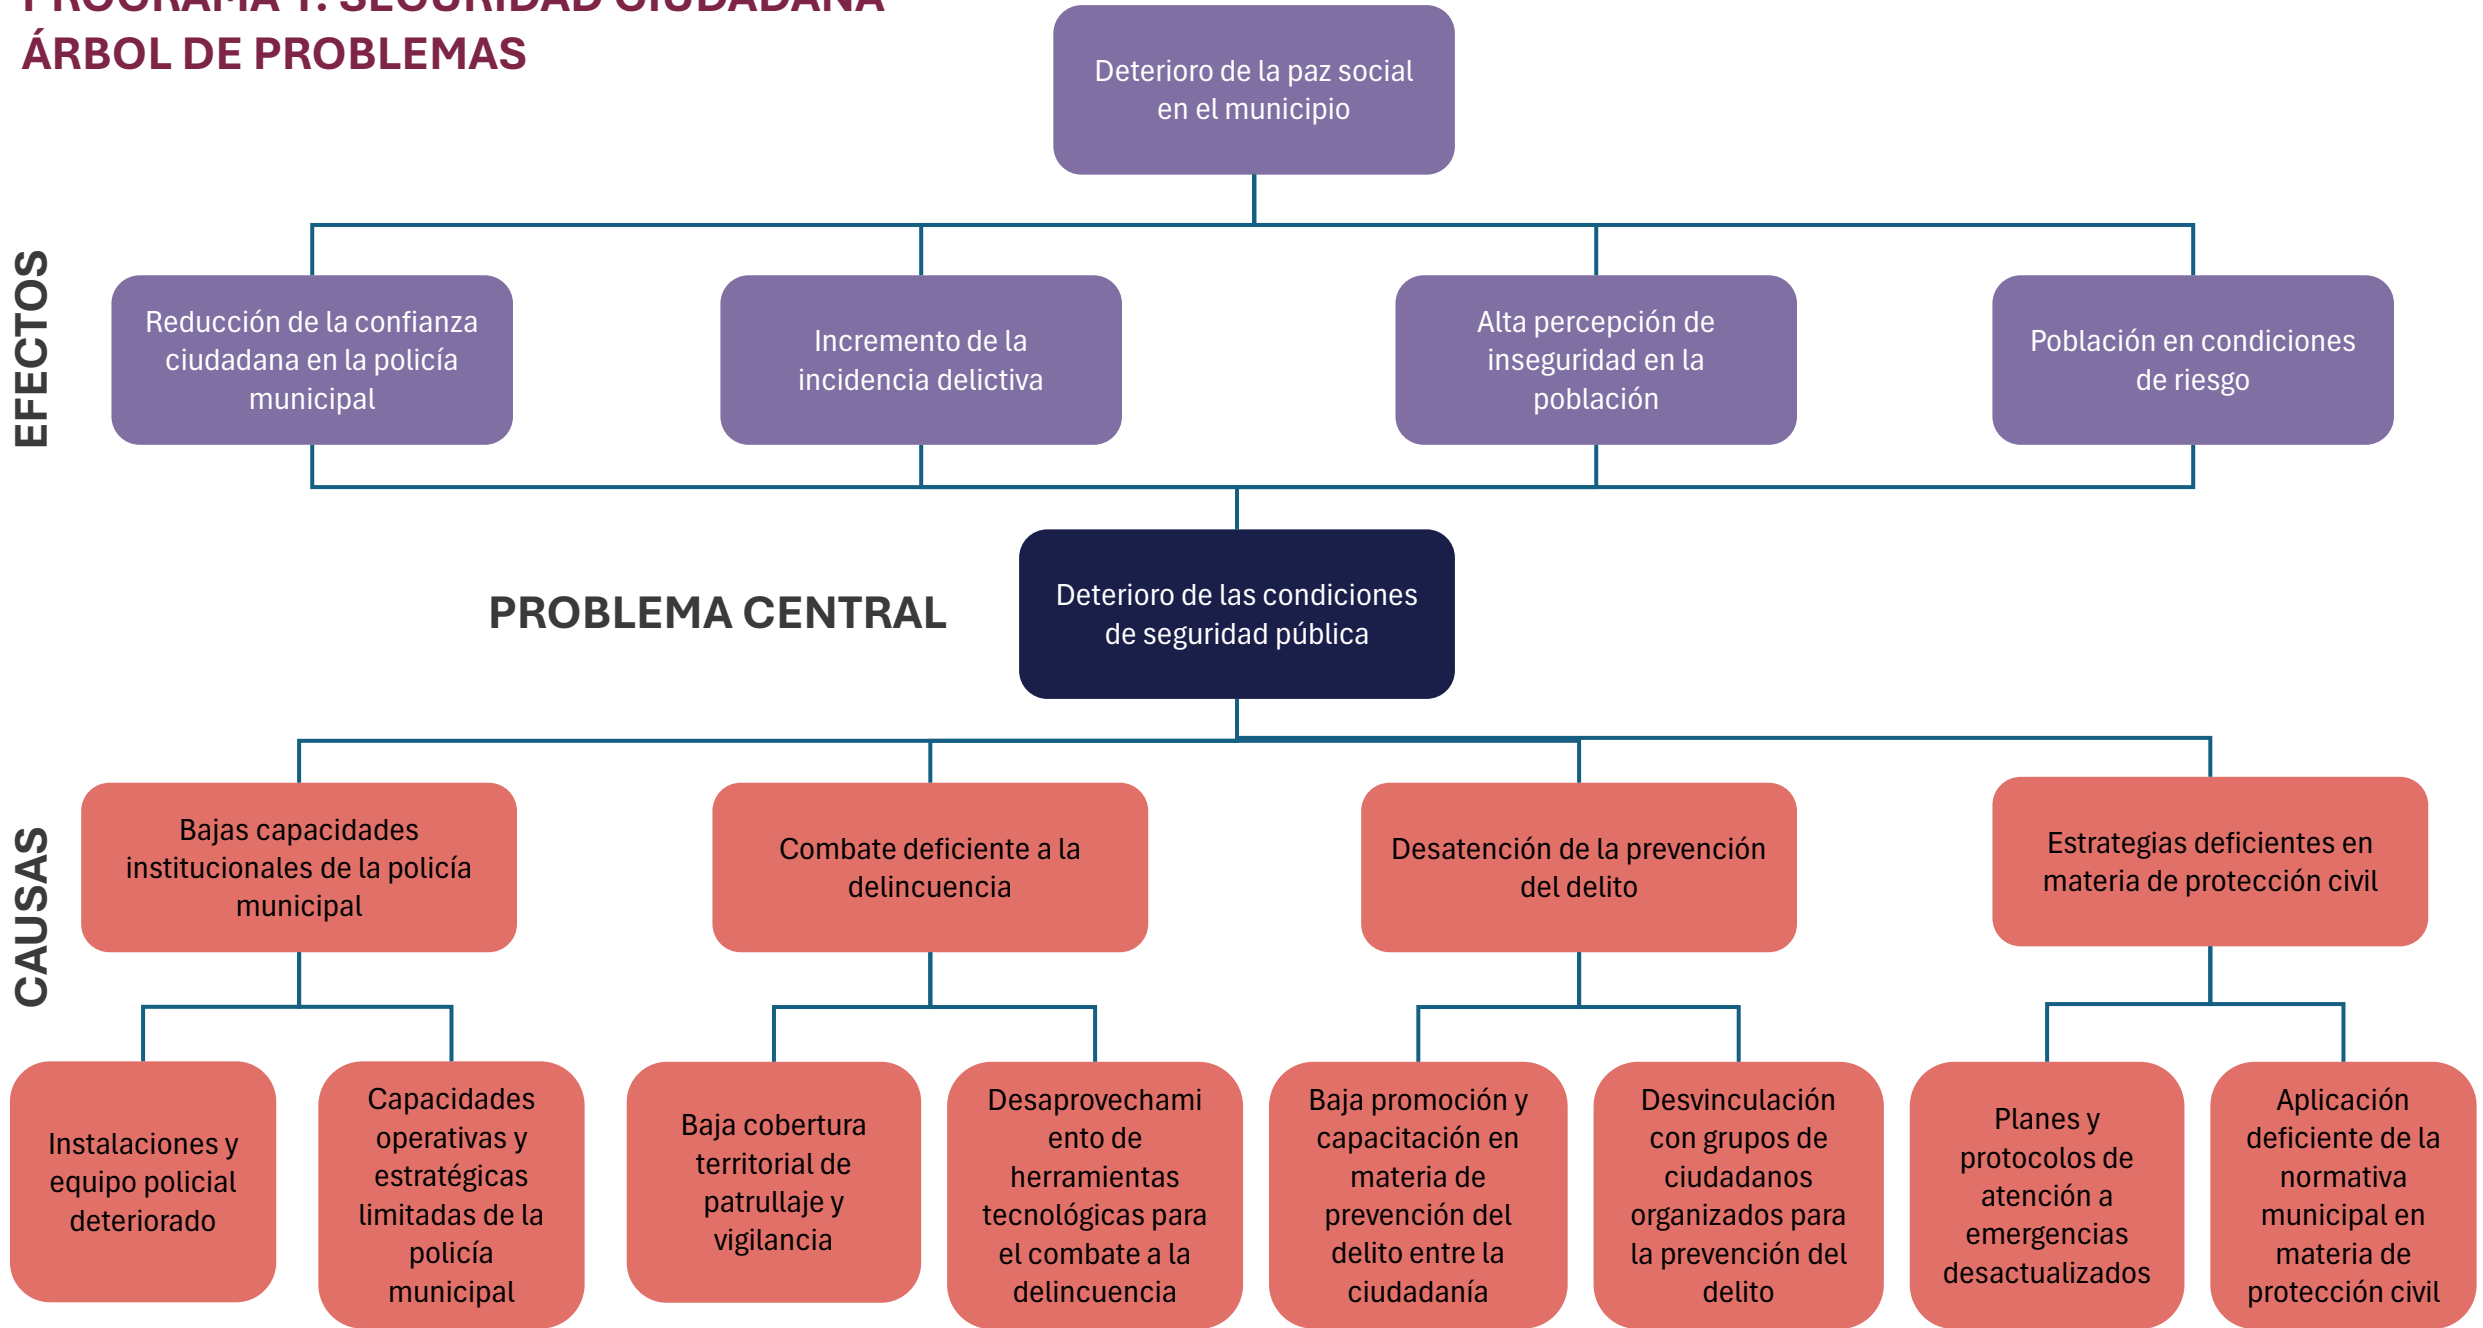 PROGRAMA 1: SEGURIDAD CIUDADANA
ÁRBOL DE PROBLEMAS
Deterioro de la paz social
en el municipio
EFECTOS
Reducción de la confianza
ciudadana en la policía
municipal
Incremento de la
incidencia delictiva
Alta percepción de
inseguridad en la
población
Población en condiciones
de riesgo
PROBLEMA CENTRAL
Deterioro de las condiciones
de seguridad pública
CAUSAS
Bajas capacidades
institucionales de la policía
municipal
Combate deficiente a la
delincuencia
Desatención de la prevención
del delito
Estrategias deficientes en
materia de protección civil
Instalaciones y
equipo policial
deteriorado
Capacidades
operativas y
estratégicas
limitadas de la
policía
municipal
Baja cobertura
territorial de
patrullaje y
vigilancia
Desaprovechami
ento de
herramientas
tecnológicas para
el combate a la
delincuencia
Baja promoción y
capacitación en
materia de
prevención del
delito entre la
ciudadanía
Desvinculación
con grupos de
ciudadanos
organizados para
la prevención del
delito
Planes y
protocolos de
atención a
emergencias
desactualizados
Aplicación
deficiente de la
normativa
municipal en
materia de
protección civil